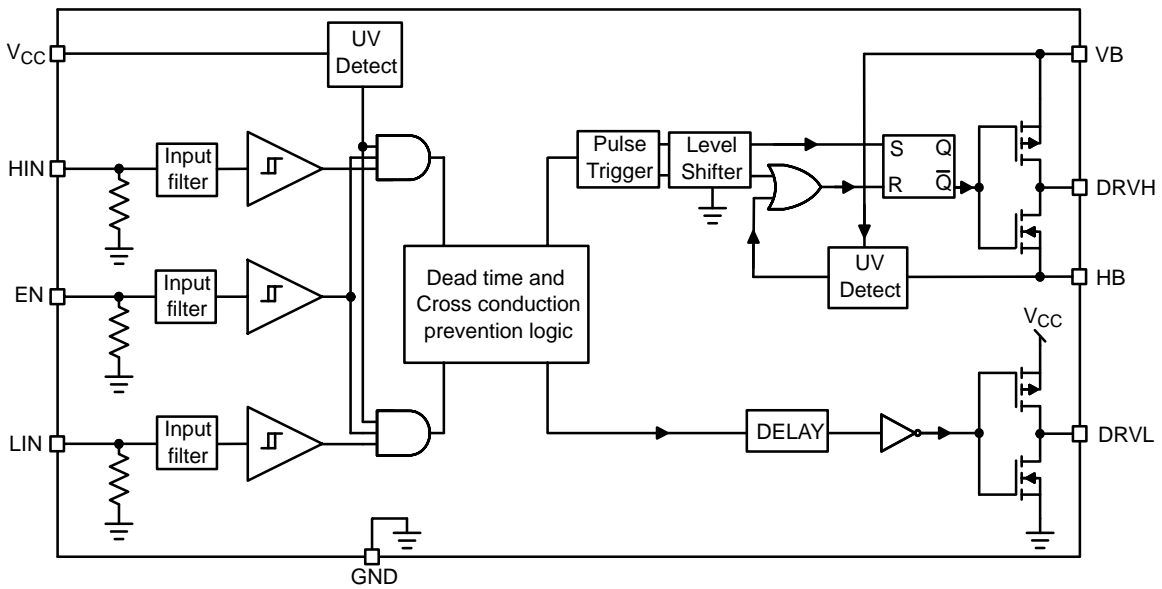 VCC
UV
Detect
VB
HIN
Input
filter
Pulse
Trigger
Level
Shifter
S Q
R Q̅
DRVH
EN
Input
filter
Dead time and
Cross conduction
prevention logic
UV
Detect
HB
VCC
LIN
Input
filter
DELAY
DRVL
GND